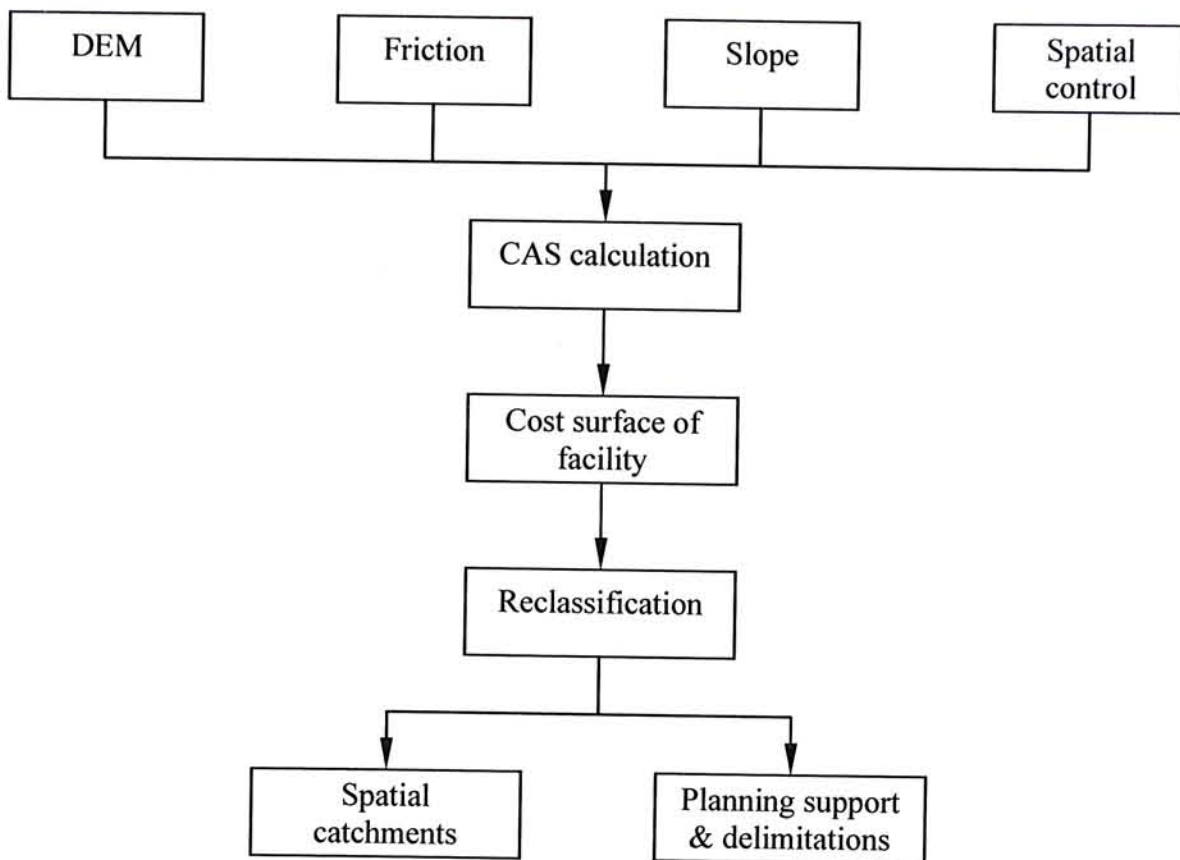 DEM
Friction
Slope
Spatial
control
CAS calculation
Cost surface of
facility
Reclassification
Spatial
catchments
Planning support
& delimitations